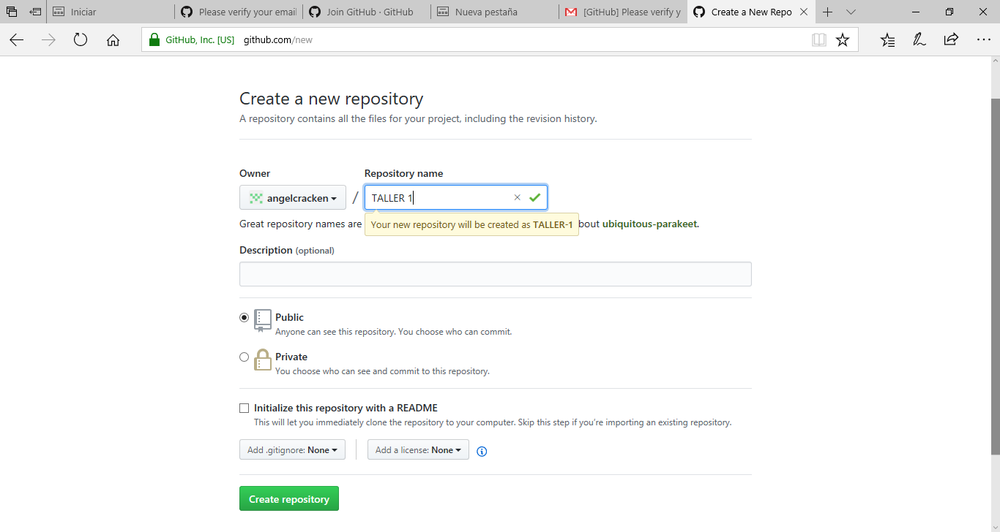 Iniciar
Please verify your email
Join GitHub · GitHub
Nueva pestaña
[GitHub] Please verify y
Create a New Repo
GitHub, Inc. [US] github.com/new
Create a new repository
A repository contains all the files for your project, including the revision history.
Owner
Repository name
angelcracken / TALLER 1
Great repository names are
Your new repository will be created as TALLER-1
bout ubiquitous-parakeet.
Description (optional)
Public
Anyone can see this repository. You choose who can commit.
Private
You choose who can see and commit to this repository.
Initialize this repository with a README
This will let you immediately clone the repository to your computer. Skip this step if you're importing an existing repository.
Add .gitignore: None
Add a license: None
Create repository